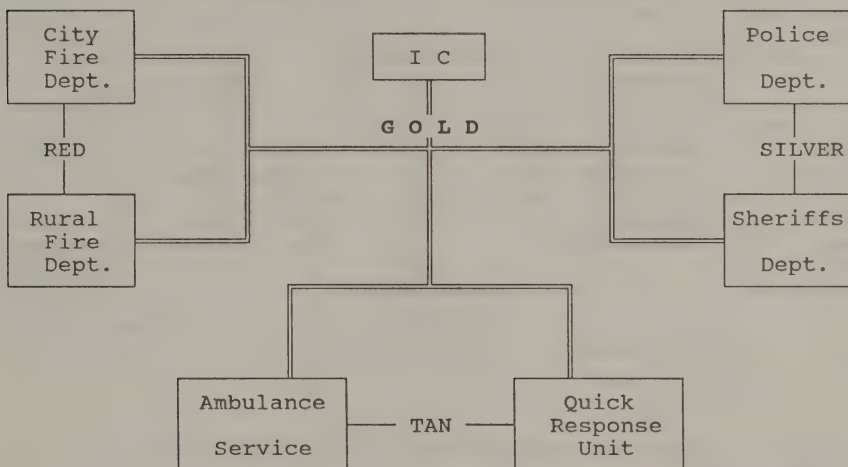 City
Fire
Dept.
I C
Police
Dept.
G O L D
RED
SILVER
Rural
Fire
Dept.
Sheriffs
Dept.
Ambulance
Service
TAN
Quick
Response
Unit